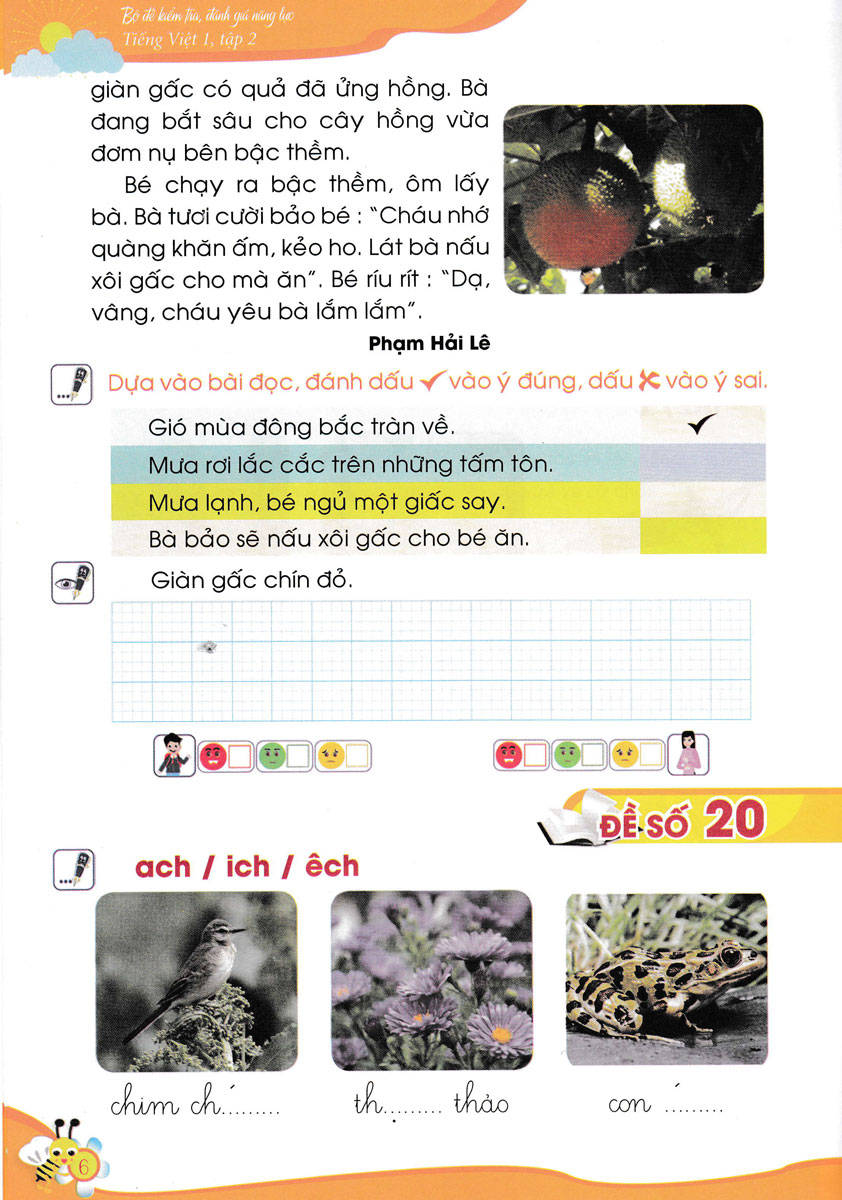 Bộ đề kiểm tra, đánh giá năng lực
Tiếng Việt 1, tập 2
giàn gấc có quả đã ửng hồng. Bà
đang bắt sâu cho cây hồng vừa
đơm nụ bên bậc thềm.
Bé chạy ra bậc thềm, ôm lấy
bà. Bà tươi cười bảo bé : “Cháu nhớ
quàng khăn ấm, kẻo ho. Lát bà nấu
xôi gấc cho mà ăn”. Bé ríu rít : “Dạ,
vâng, cháu yêu bà lắm lắm”.
Phạm Hải Lê
Dựa vào bài đọc, đánh dấu ✓ vào ý đúng, dấu ✗ vào ý sai.
Gió mùa đông bắc tràn về. ✓
Mưa rơi lắc cắc trên những tấm tôn.
Mưa lạnh, bé ngủ một giấc say.
Bà bảo sẽ nấu xôi gấc cho bé ăn.
Giàn gấc chín đỏ.
ĐỀ SỐ 20
ach / ich / êch
chim ch´......... th.̣........ thảo con ´.........
6